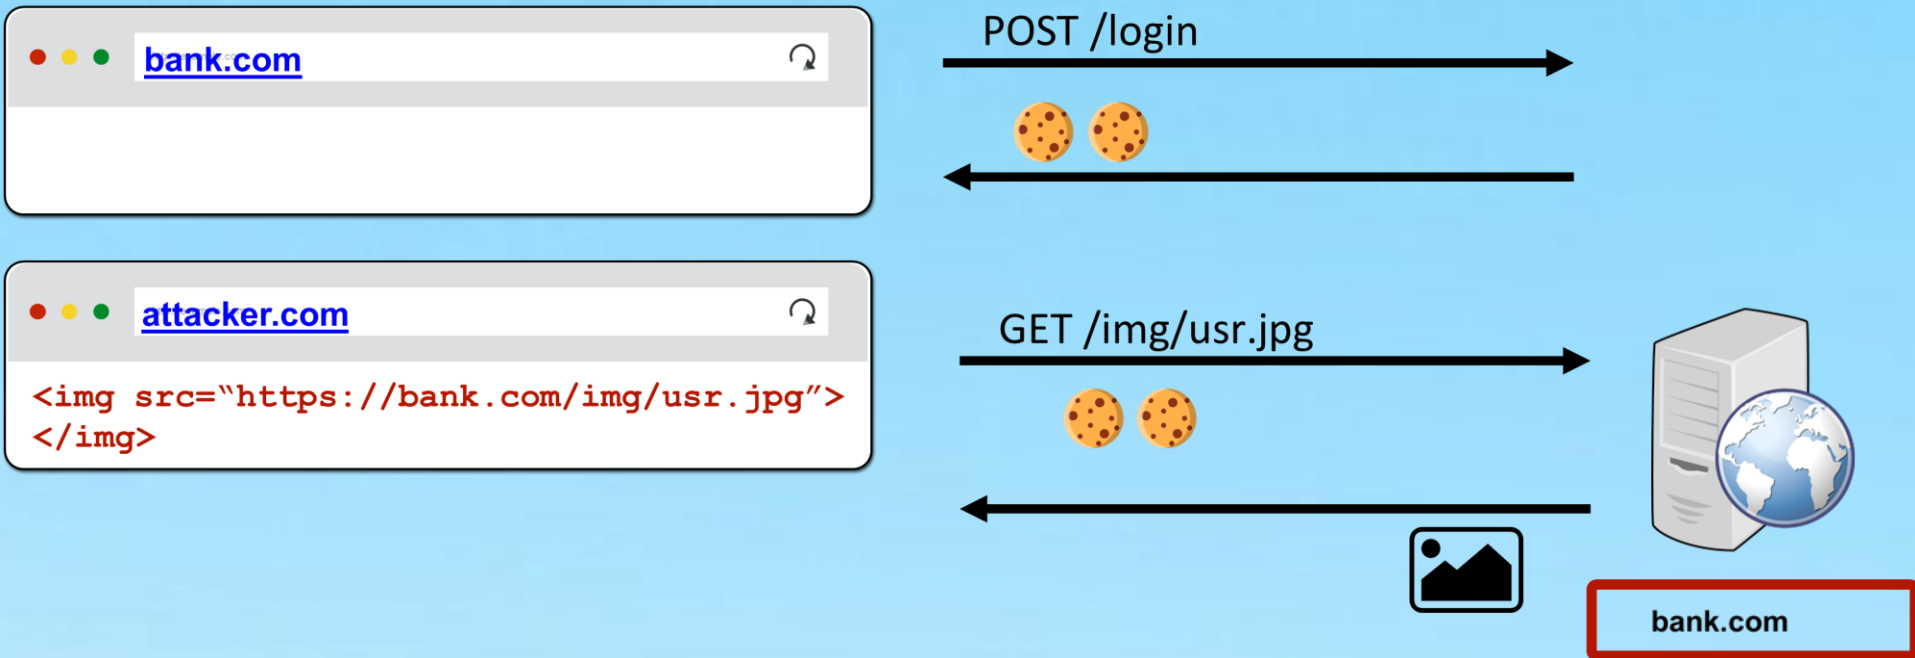 bank.com
POST /login
attacker.com
GET /img/usr.jpg
<img src=“https://bank.com/img/usr.jpg”>
</img>
bank.com